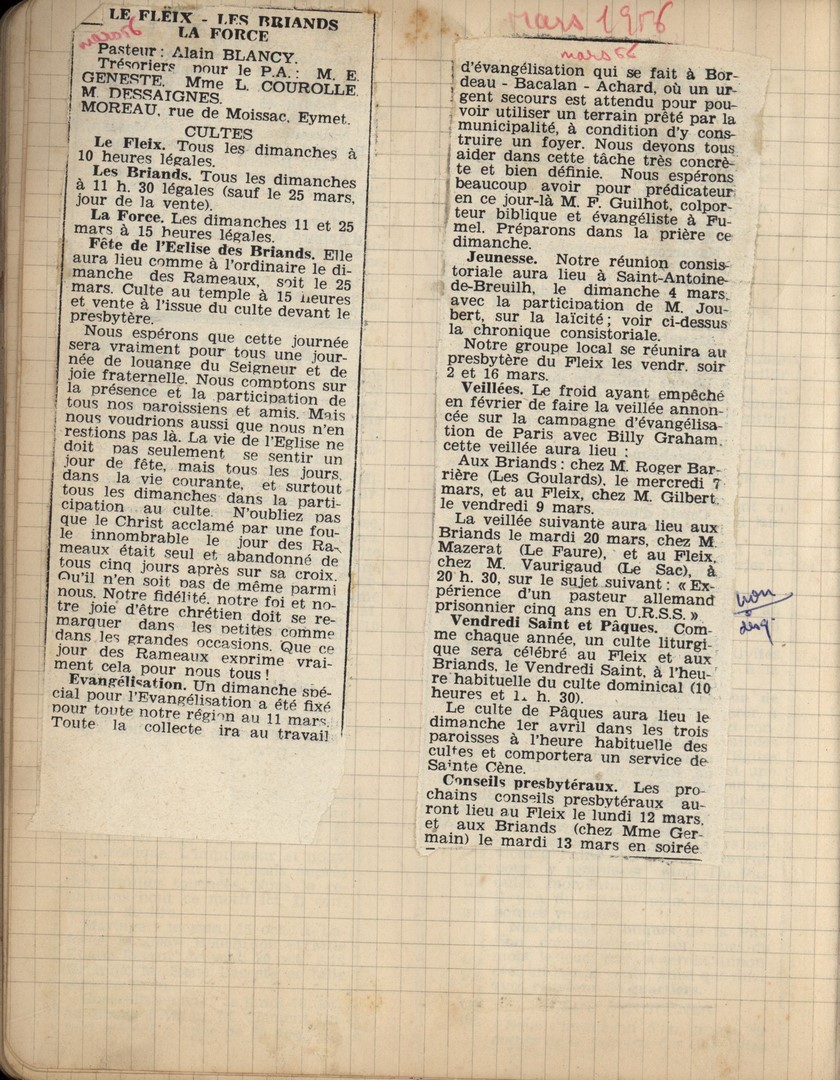 mars 1956
LE FLEIX - LES BRIANDS
LA FORCE
Pasteur : Alain BLANCY.
Trésoriers pour le P.A. : M. E.
GENESTE. Mme L. COUROLLE.
M. DESSAIGNES.
MOREAU, rue de Moissac, Eymet.
CULTES
Le Fleix. Tous les dimanches à
10 heures légales.
Les Briands. Tous les dimanches
à 11 h. 30 légales (sauf le 25 mars,
jour de la vente).
La Force. Les dimanches 11 et 25
mars à 15 heures légales.
Fête de l'Eglise des Briands. Elle
aura lieu comme à l'ordinaire le di-
manche des Rameaux, soit le 25
mars. Culte au temple à 15 heures
et vente à l'issue du culte devant le
presbytère.
Nous espérons que cette journée
sera vraiment pour tous une jour-
née de louange du Seigneur et de
joie fraternelle. Nous comptons sur
la présence et la participation de
tous nos paroissiens et amis. Mais
nous voudrions aussi que nous n'en
restions pas là. La vie de l'Eglise ne
doit pas seulement se sentir un
jour de fête, mais tous les jours,
dans la vie courante, et surtout
tous les dimanches dans la parti-
cipation au culte. N'oubliez pas
que le Christ acclamé par une fou-
le innombrable le jour des Ra-
meaux était seul et abandonné de
tous cinq jours après sur sa croix.
Qu'il n'en soit pas de même parmi
nous. Notre fidélité, notre foi et no-
tre joie d'être chrétien doit se re-
marquer dans les petites comme
dans les grandes occasions. Que ce
jour des Rameaux exprime vrai-
ment cela pour nous tous !
Evangélisation. Un dimanche spé-
cial pour l'Evangélisation a été fixé
pour toute notre région au 11 mars.
Toute la collecte ira au travail
mars 56
d'évangélisation qui se fait à Bor-
deau - Bacalan - Achard, où un ur-
gent secours est attendu pour pou-
voir utiliser un terrain prêté par la
municipalité, à condition d'y cons-
truire un foyer. Nous devons tous
aider dans cette tâche très concrè-
te et bien définie. Nous espérons
beaucoup avoir pour prédicateur
en ce jour-là M. F. Guilhot, colpor-
teur biblique et évangéliste à Fu-
mel. Préparons dans la prière ce
dimanche.
Jeunesse. Notre réunion consis-
toriale aura lieu à Saint-Antoine-
de-Breuilh, le dimanche 4 mars,
avec la participation de M. Jou-
bert, sur la laïcité ; voir ci-dessus
la chronique consistoriale.
Notre groupe local se réunira au
presbytère du Fleix les vendr. soir
2 et 16 mars.
Veillées. Le froid ayant empêché
en février de faire la veillée annon-
cée sur la campagne d'évangélisa-
tion de Paris avec Billy Graham,
cette veillée aura lieu :
Aux Briands : chez M. Roger Bar-
rière (Les Goulards), le mercredi 7
mars, et au Fleix, chez M. Gilbert,
le vendredi 9 mars.
La veillée suivante aura lieu aux
Briands le mardi 20 mars, chez M.
Mazerat (Le Faure), et au Fleix,
chez M. Vaurigaud (Le Sac), à
20 h. 30, sur le sujet suivant : « Ex-
périence d'un pasteur allemand
prisonnier cinq ans en U.R.S.S. »
Vendredi Saint et Pâques. Com-
me chaque année, un culte liturgi-
que sera célébré au Fleix et aux
Briands, le Vendredi Saint, à l'heu-
re habituelle du culte dominical (10
heures et h. 30).
Le culte de Pâques aura lieu le
dimanche 1er avril dans les trois
paroisses à l'heure habituelle des
cultes et comportera un service de
Sainte Cène.
Conseils presbytéraux. Les pro-
chains conseils presbytéraux au-
ront lieu au Fleix le lundi 12 mars,
et aux Briands (chez Mme Ger-
main) le mardi 13 mars en soirée